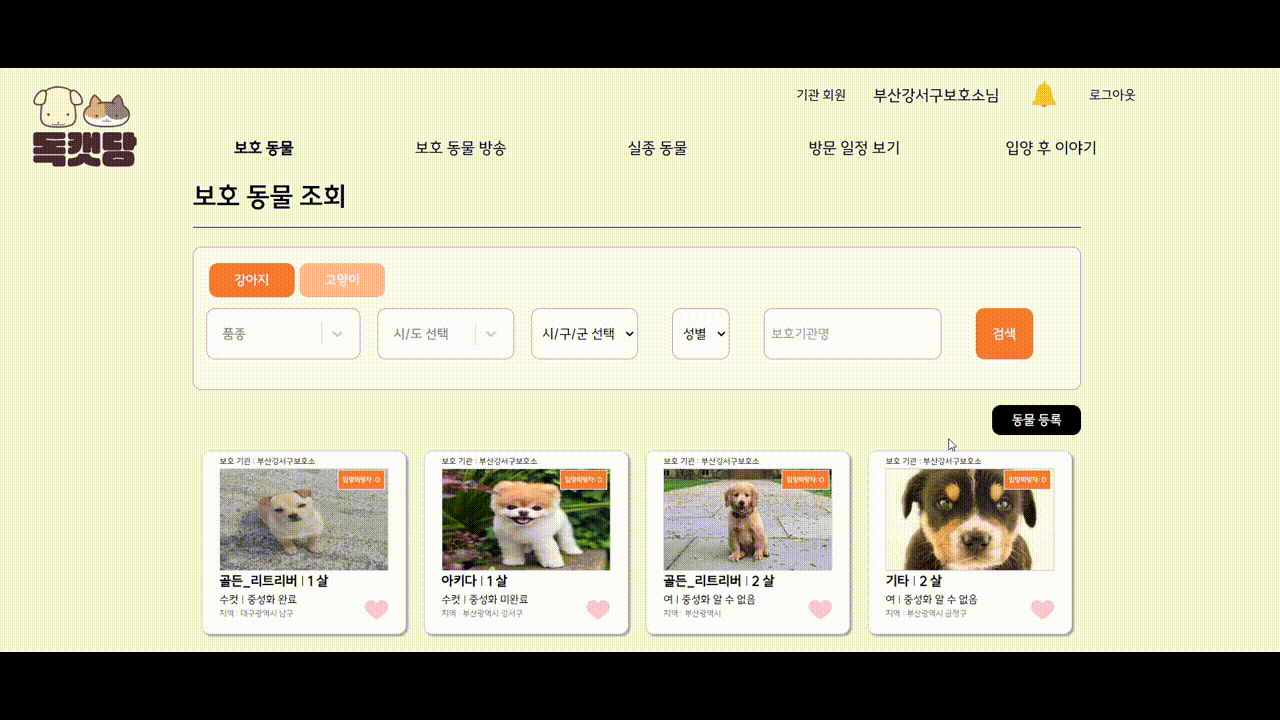 기관 회원 부산강서구보호소님 로그아웃
독캣담
보호 동물 보호 동물 방송 실종 동물 방문 일정 보기 입양 후 이야기
보호 동물 조회
강아지 고양이
품종 시/도 선택 시/구/군 선택 성별 보호기관명 검색
동물 등록
보호 기관 : 부산강서구보호소
입양희망자: 0
골든_리트리버 | 1 살
수컷 | 중성화 완료
지역 : 대구광역시 남구
보호 기관 : 부산강서구보호소
입양희망자: 0
아키다 | 1 살
수컷 | 중성화 미완료
지역 : 부산광역시 강서구
보호 기관 : 부산강서구보호소
입양희망자: 0
골든_리트리버 | 2 살
여 | 중성화 알 수 없음
지역 : 부산광역시
보호 기관 : 부산강서구보호소
입양희망자: 0
기타 | 2 살
여 | 중성화 알 수 없음
지역 : 부산광역시 금정구